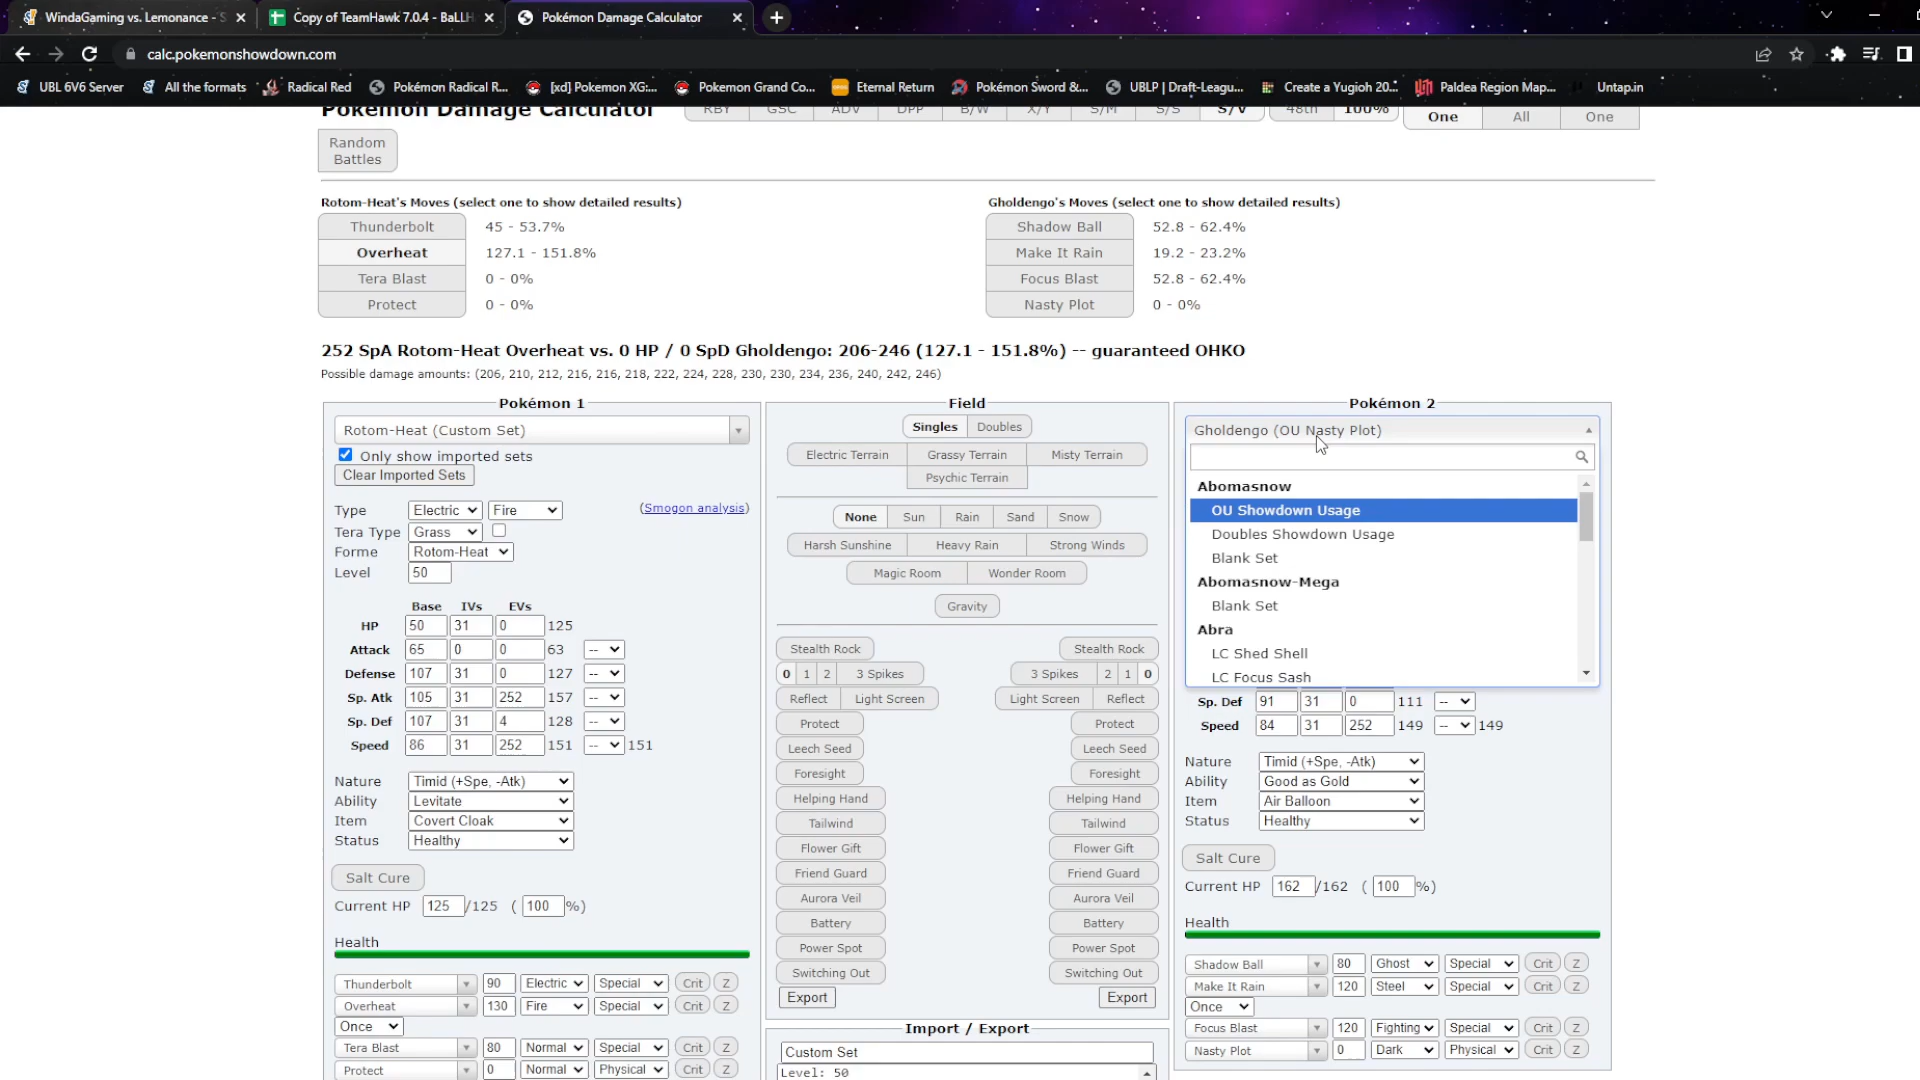 WindaGaming vs. Lemonance - S
Copy of TeamHawk 7.0.4 - BaLLH
Pokémon Damage Calculator
calc.pokemonshowdown.com
UBL 6V6 Server
All the formats
Radical Red
Pokémon Radical R...
[xd] Pokemon XG:...
Pokemon Grand Co...
Eternal Return
Pokémon Sword &...
UBLP | Draft-Leagu...
Create a Yugioh 20...
Paldea Region Map...
Untap.in
Pokémon Damage Calculator
RBY GSC ADV DPP B/W X/Y S/M S/S S/V 48th 100% One All One
Random
Battles
Rotom-Heat's Moves (select one to show detailed results)
Thunderbolt 45 - 53.7%
Overheat 127.1 - 151.8%
Tera Blast 0 - 0%
Protect 0 - 0%
Gholdengo's Moves (select one to show detailed results)
Shadow Ball 52.8 - 62.4%
Make It Rain 19.2 - 23.2%
Focus Blast 52.8 - 62.4%
Nasty Plot 0 - 0%
252 SpA Rotom-Heat Overheat vs. 0 HP / 0 SpD Gholdengo: 206-246 (127.1 - 151.8%) -- guaranteed OHKO
Possible damage amounts: (206, 210, 212, 216, 216, 218, 222, 224, 228, 230, 230, 234, 236, 240, 242, 246)
Pokémon 1
Rotom-Heat (Custom Set)
Only show imported sets
Clear Imported Sets
Type Electric Fire (Smogon analysis)
Tera Type Grass
Forme Rotom-Heat
Level 50
Base IVs EVs
HP 50 31 0 125
Attack 65 0 0 63 --
Defense 107 31 0 127 --
Sp. Atk 105 31 252 157 --
Sp. Def 107 31 4 128 --
Speed 86 31 252 151 -- 151
Nature Timid (+Spe, -Atk)
Ability Levitate
Item Covert Cloak
Status Healthy
Salt Cure
Current HP 125 /125 ( 100 %)
Health
Thunderbolt 90 Electric Special Crit Z
Overheat 130 Fire Special Crit Z
Once
Tera Blast 80 Normal Special Crit Z
Protect 0 Normal Physical Crit Z
Field
Singles Doubles
Electric Terrain Grassy Terrain Misty Terrain
Psychic Terrain
None Sun Rain Sand Snow
Harsh Sunshine Heavy Rain Strong Winds
Magic Room Wonder Room
Gravity
Stealth Rock Stealth Rock
0 1 2 3 Spikes 3 Spikes 2 1 0
Reflect Light Screen Light Screen Reflect
Protect Protect
Leech Seed Leech Seed
Foresight Foresight
Helping Hand Helping Hand
Tailwind Tailwind
Flower Gift Flower Gift
Friend Guard Friend Guard
Aurora Veil Aurora Veil
Battery Battery
Power Spot Power Spot
Switching Out Switching Out
Export Export
Import / Export
Custom Set
Level: 50
Pokémon 2
Gholdengo (OU Nasty Plot)
Abomasnow
OU Showdown Usage
Doubles Showdown Usage
Blank Set
Abomasnow-Mega
Blank Set
Abra
LC Shed Shell
LC Focus Sash
Sp. Def 91 31 0 111 --
Speed 84 31 252 149 -- 149
Nature Timid (+Spe, -Atk)
Ability Good as Gold
Item Air Balloon
Status Healthy
Salt Cure
Current HP 162 /162 ( 100 %)
Health
Shadow Ball 80 Ghost Special Crit Z
Make It Rain 120 Steel Special Crit Z
Once
Focus Blast 120 Fighting Special Crit Z
Nasty Plot 0 Dark Physical Crit Z